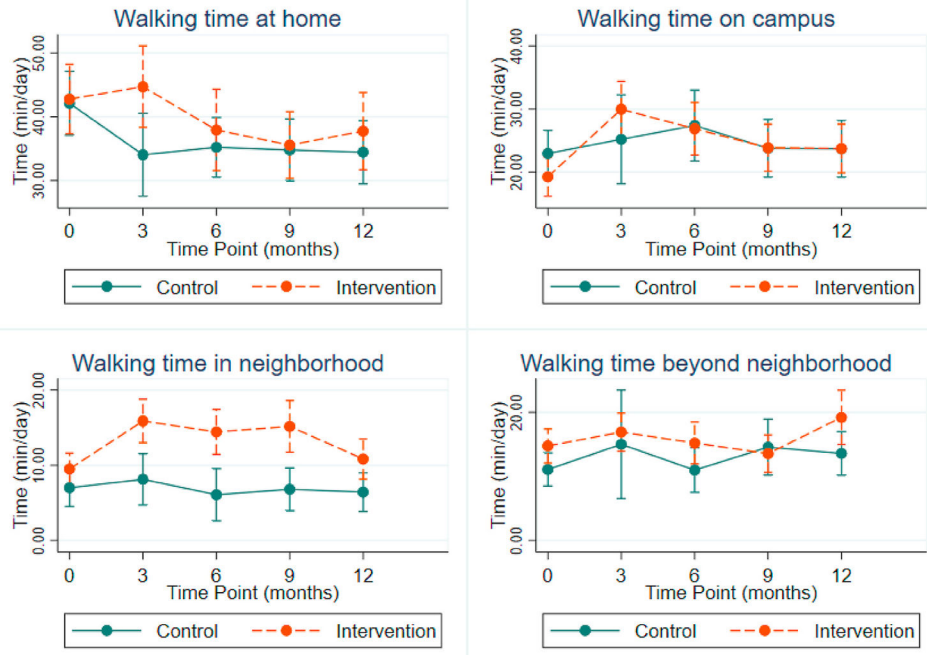 Walking time at home
Time (min/day)
50.00
40.00
30.00
0 3 6 9 12
Time Point (months)
Control Intervention
Walking time on campus
Time (min/day)
40.00
30.00
20.00
0 3 6 9 12
Time Point (months)
Control Intervention
Walking time in neighborhood
Time (min/day)
20.00
10.00
0.00
0 3 6 9 12
Time Point (months)
Control Intervention
Walking time beyond neighborhood
Time (min/day)
20.00
0.00
0 3 6 9 12
Time Point (months)
Control Intervention